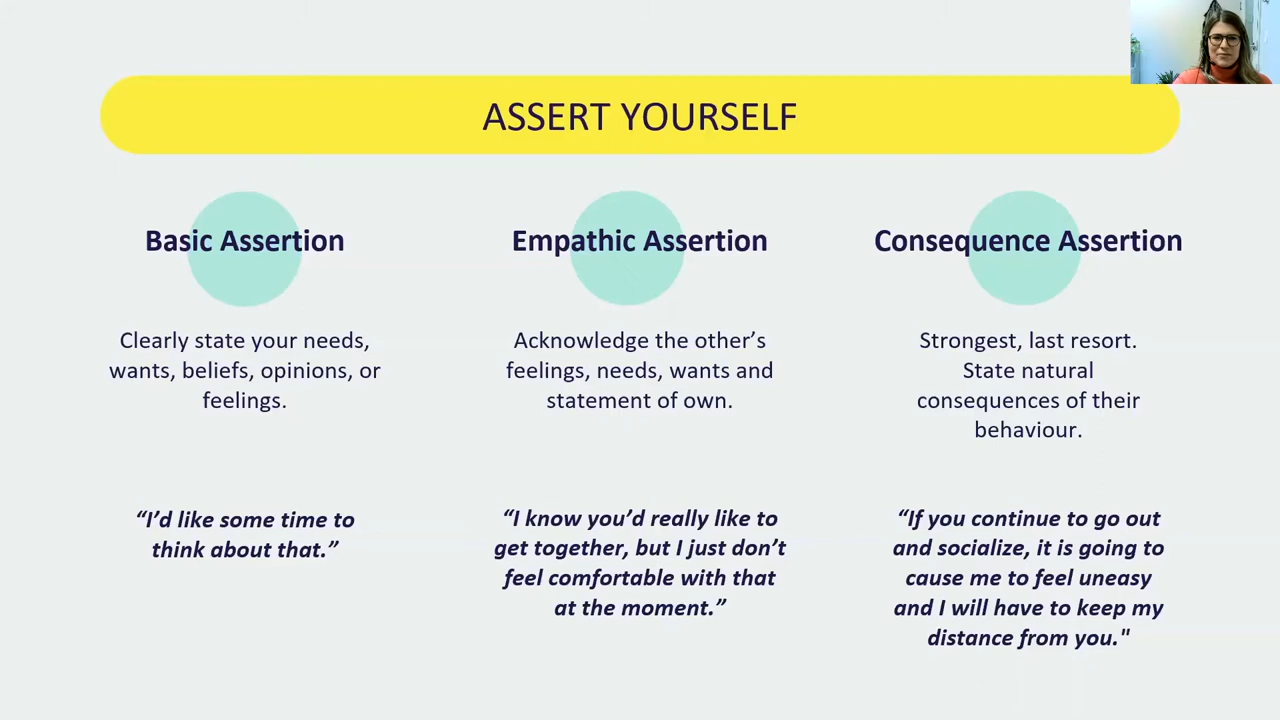 ASSERT YOURSELF
Basic Assertion
Clearly state your needs,
wants, beliefs, opinions, or
feelings.
“I’d like some time to
think about that.”
Empathic Assertion
Acknowledge the other’s
feelings, needs, wants and
statement of own.
“I know you’d really like to
get together, but I just don’t
feel comfortable with that
at the moment.”
Consequence Assertion
Strongest, last resort.
State natural
consequences of their
behaviour.
“If you continue to go out
and socialize, it is going to
cause me to feel uneasy
and I will have to keep my
distance from you."